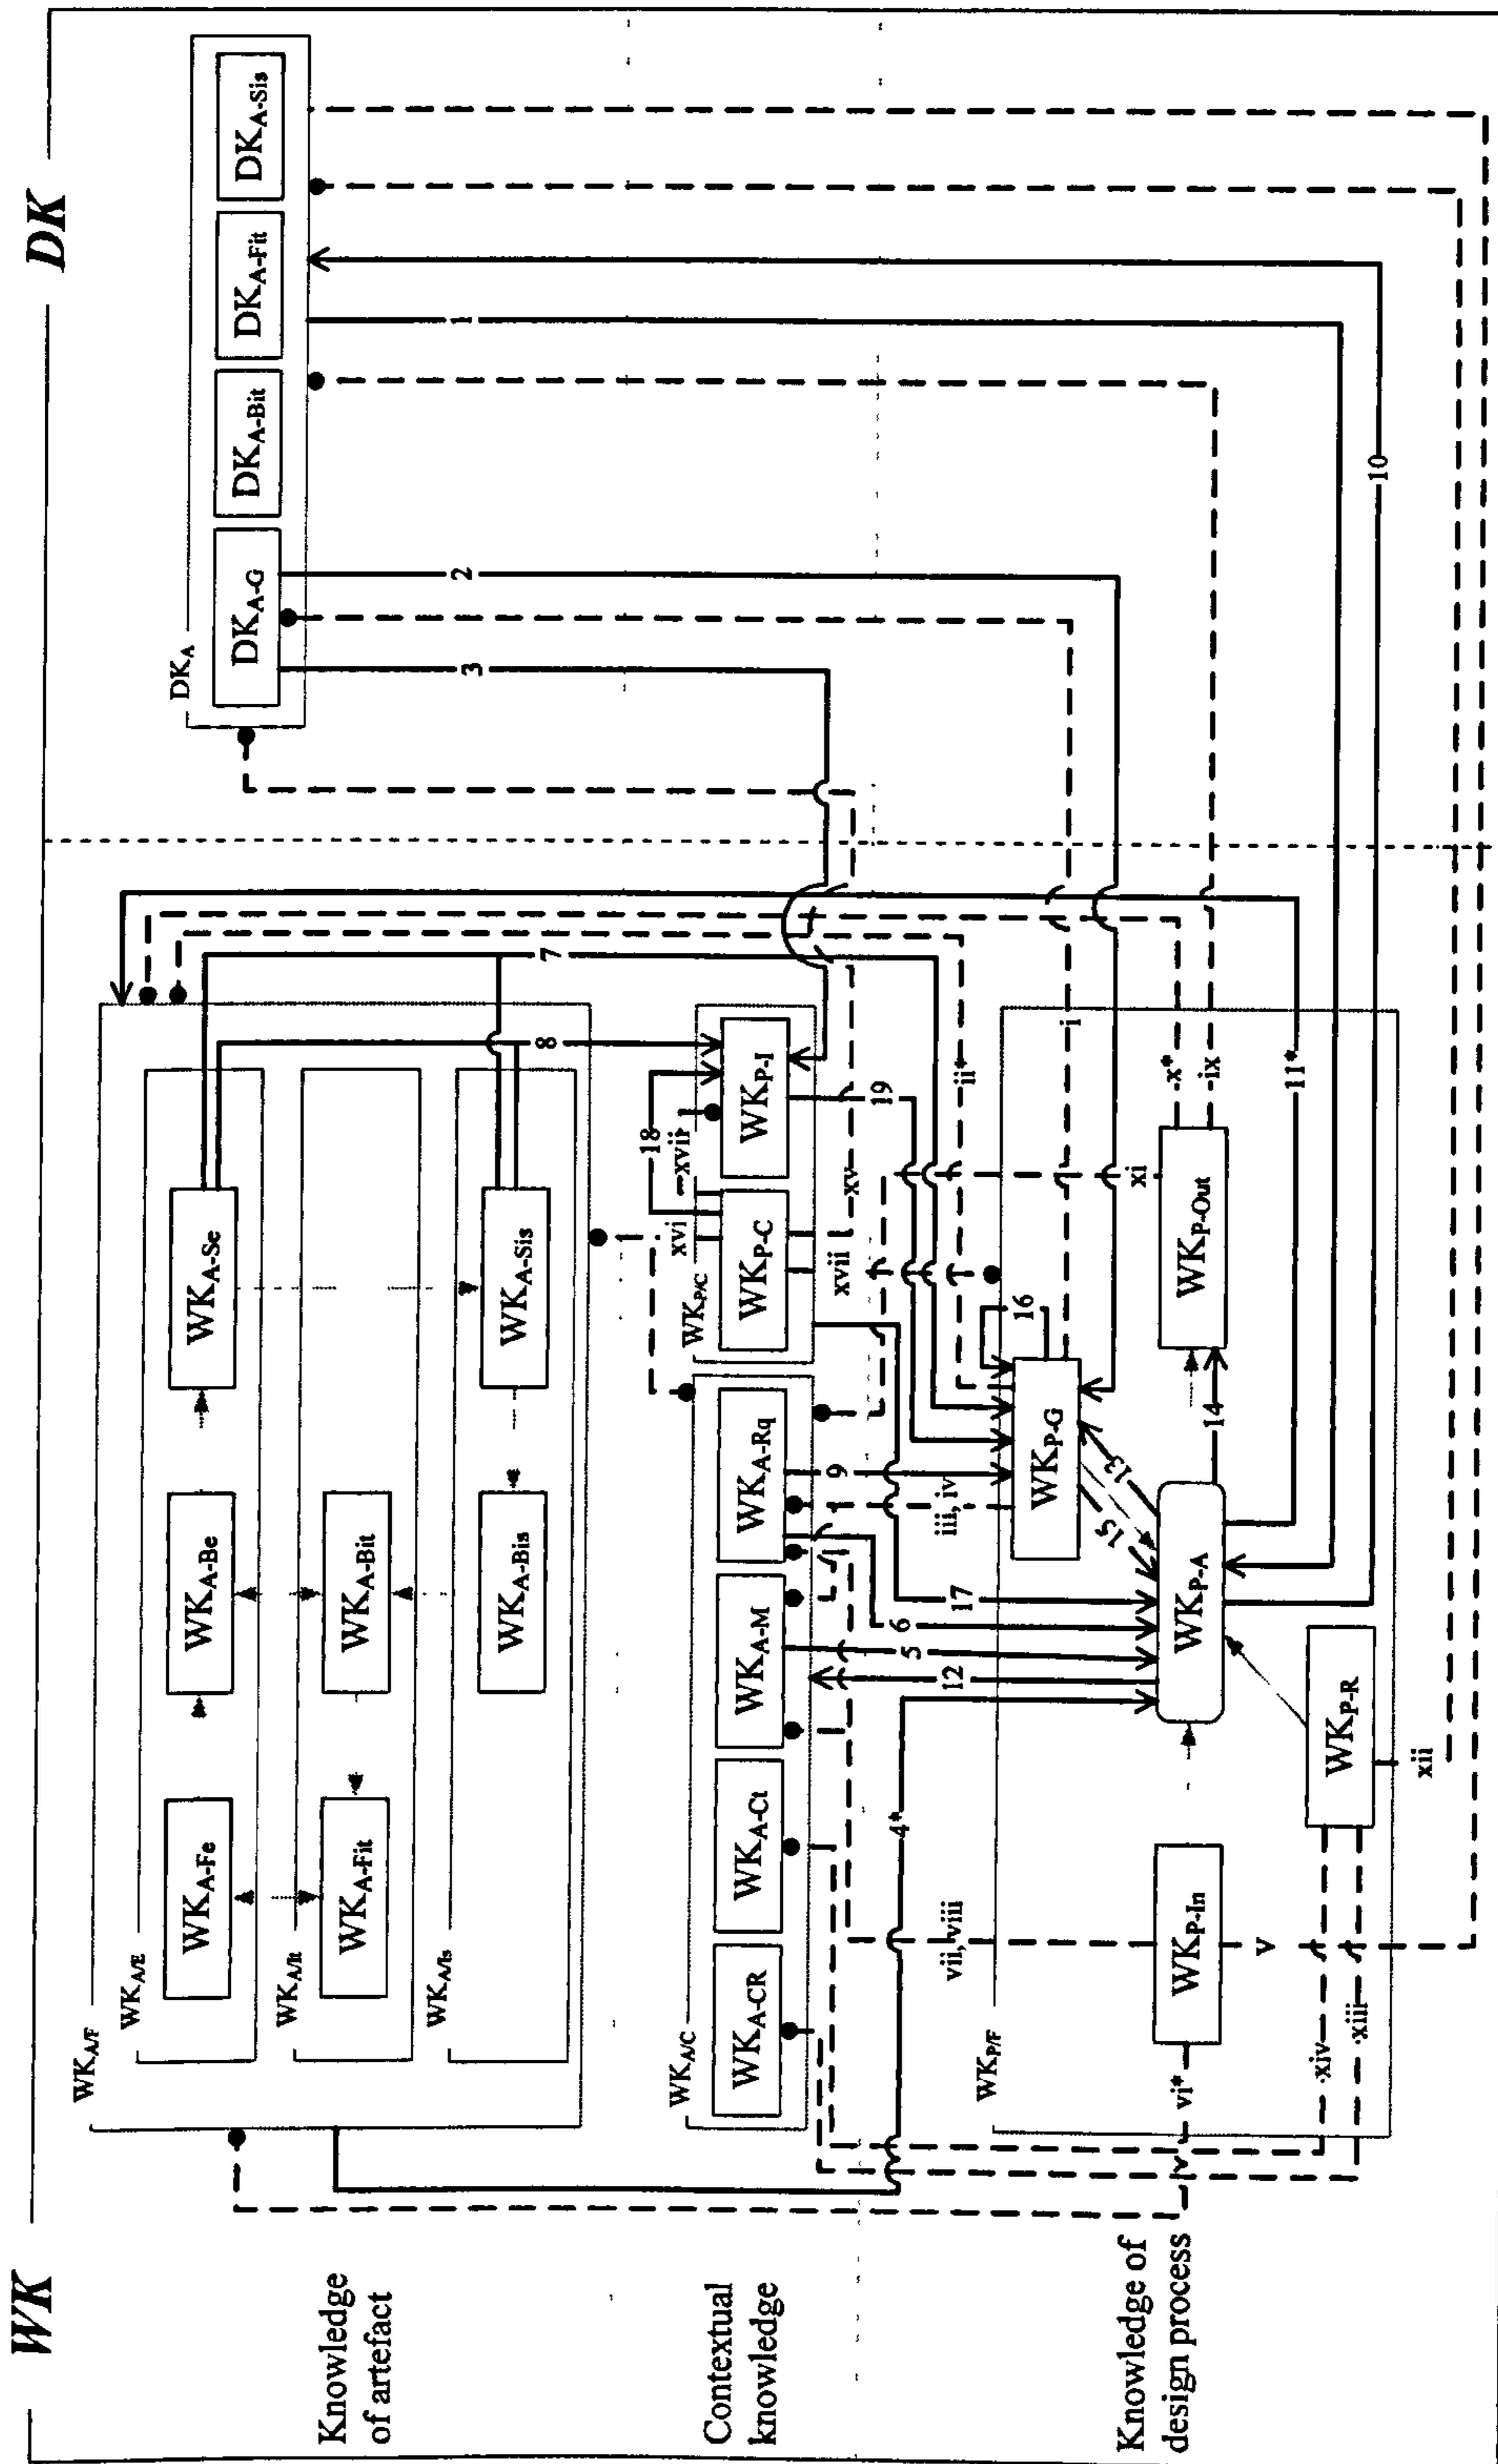 WK
DK
Knowledge
of artefact
Contextual
knowledge
Knowledge of
design process
WKA/F
WKA/E
WKA-Fe
WKA-Be
WKA-Se
WKA/It
WKA-Fit
WKA-Bit
WKA/Is
WKA-Bis
WKA-Sis
DKA
DKA-G
DKA-Bit
DKA-Fit
DKA-Sis
7
8
3
2
1
WKA/C
WKA-CR
WKA-Ct
WKA-M
WKA-Rq
WKP/C
WKP-C
WKP-I
xvi
18
xvii
xvii
xv
19
4*
12
5
6
17
9
iii, iv
vii, viii
ii*
i
WKP/F
WKP-G
16
15
13
xi
x*
ix
vi*
WKP-In
WKP-A
14
WKP-Out
v
11*
10
xiv
xiii
WKP-R
xii